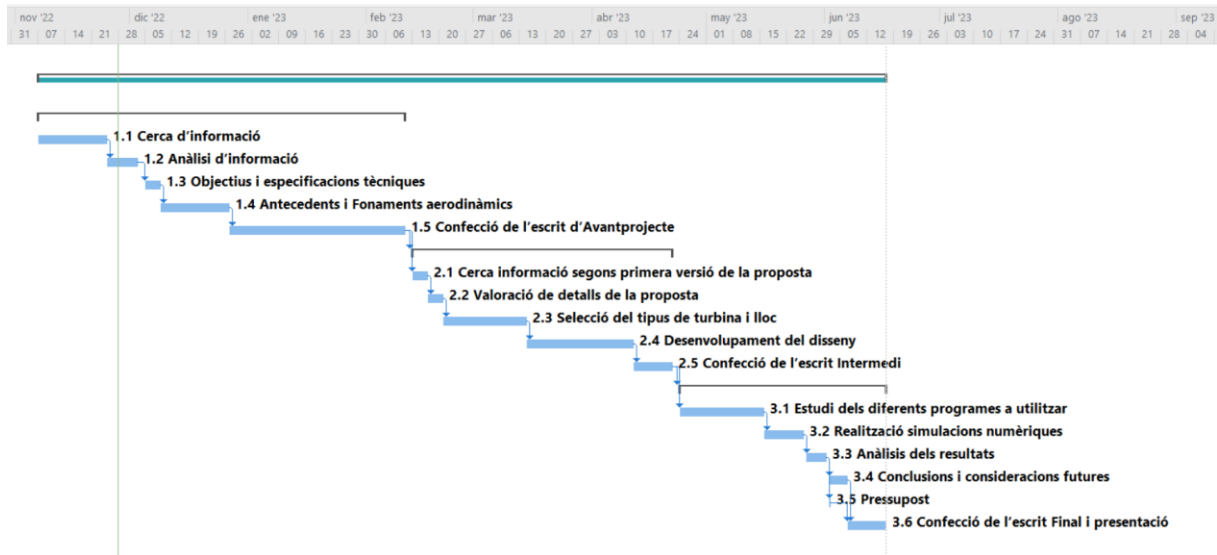 nov '22 dic '22 ene '23 feb '23 mar '23 abr '23 may '23 jun '23 jul '23 ago '23 sep '23
31 07 14 21 28 05 12 19 26 02 09 16 23 30 06 13 20 27 06 13 20 27 03 10 17 24 01 08 15 22 29 05 12 19 26 03 10 17 24 31 07 14 21 28 04
1.1 Cerca d'informació
1.2 Anàlisi d'informació
1.3 Objectius i especificacions tècniques
1.4 Antecedents i Fonaments aerodinàmics
1.5 Confecció de l'escrit d'Avantprojecte
2.1 Cerca informació segons primera versió de la proposta
2.2 Valoració de detalls de la proposta
2.3 Selecció del tipus de turbina i lloc
2.4 Desenvolupament del disseny
2.5 Confecció de l'escrit Intermedi
3.1 Estudi dels diferents programes a utilitzar
3.2 Realització simulacions numèriques
3.3 Anàlisis dels resultats
3.4 Conclusions i consideracions futures
3.5 Pressupost
3.6 Confecció de l'escrit Final i presentació